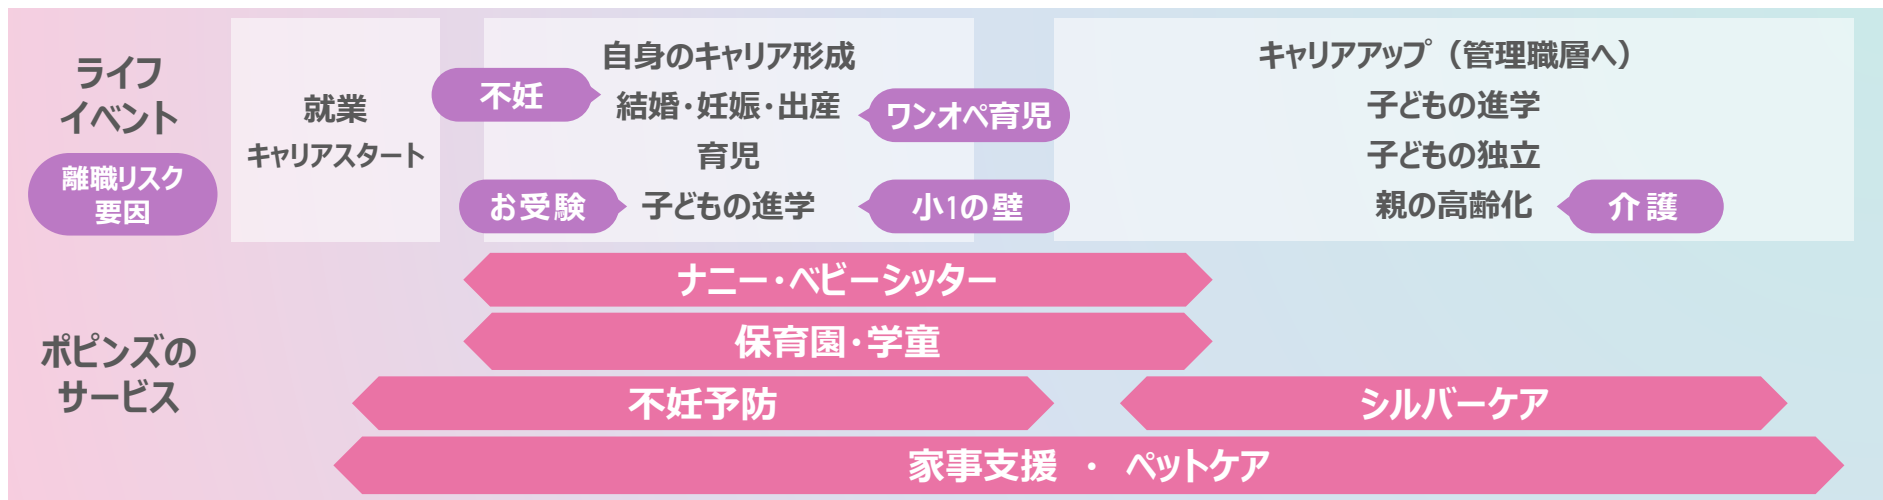 ライフ
イベント
離職リスク
要因
就業
キャリアスタート
自身のキャリア形成
不妊
結婚・妊娠・出産
ワンオペ育児
育児
お受験
子どもの進学
小1の壁
キャリアアップ（管理職層へ）
子どもの進学
子どもの独立
親の高齢化
介護
ポピンズの
サービス
ナニー・ベビーシッター
保育園・学童
不妊予防
シルバーケア
家事支援 ・ ペットケア